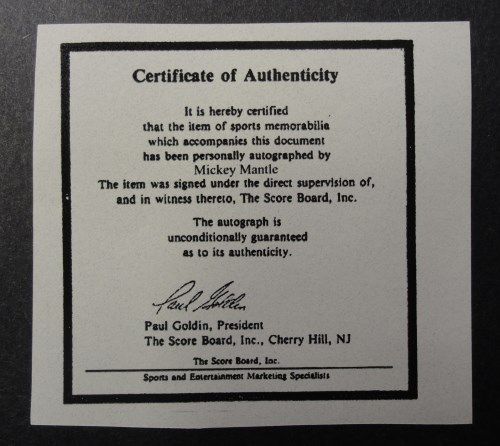 Certificate of Authenticity
It is hereby certified
that the item of sports memorabilia
which accompanies this document
has been personally autographed by
Mickey Mantle
The item was signed under the direct supervision of,
and in witness thereto, The Score Board, Inc.
The autograph is
unconditionally guaranteed
as to its authenticity.
Paul Goldin
Paul Goldin, President
The Score Board, Inc., Cherry Hill, NJ
The Score Board, Inc.
Sports and Entertainment Marketing Specialists